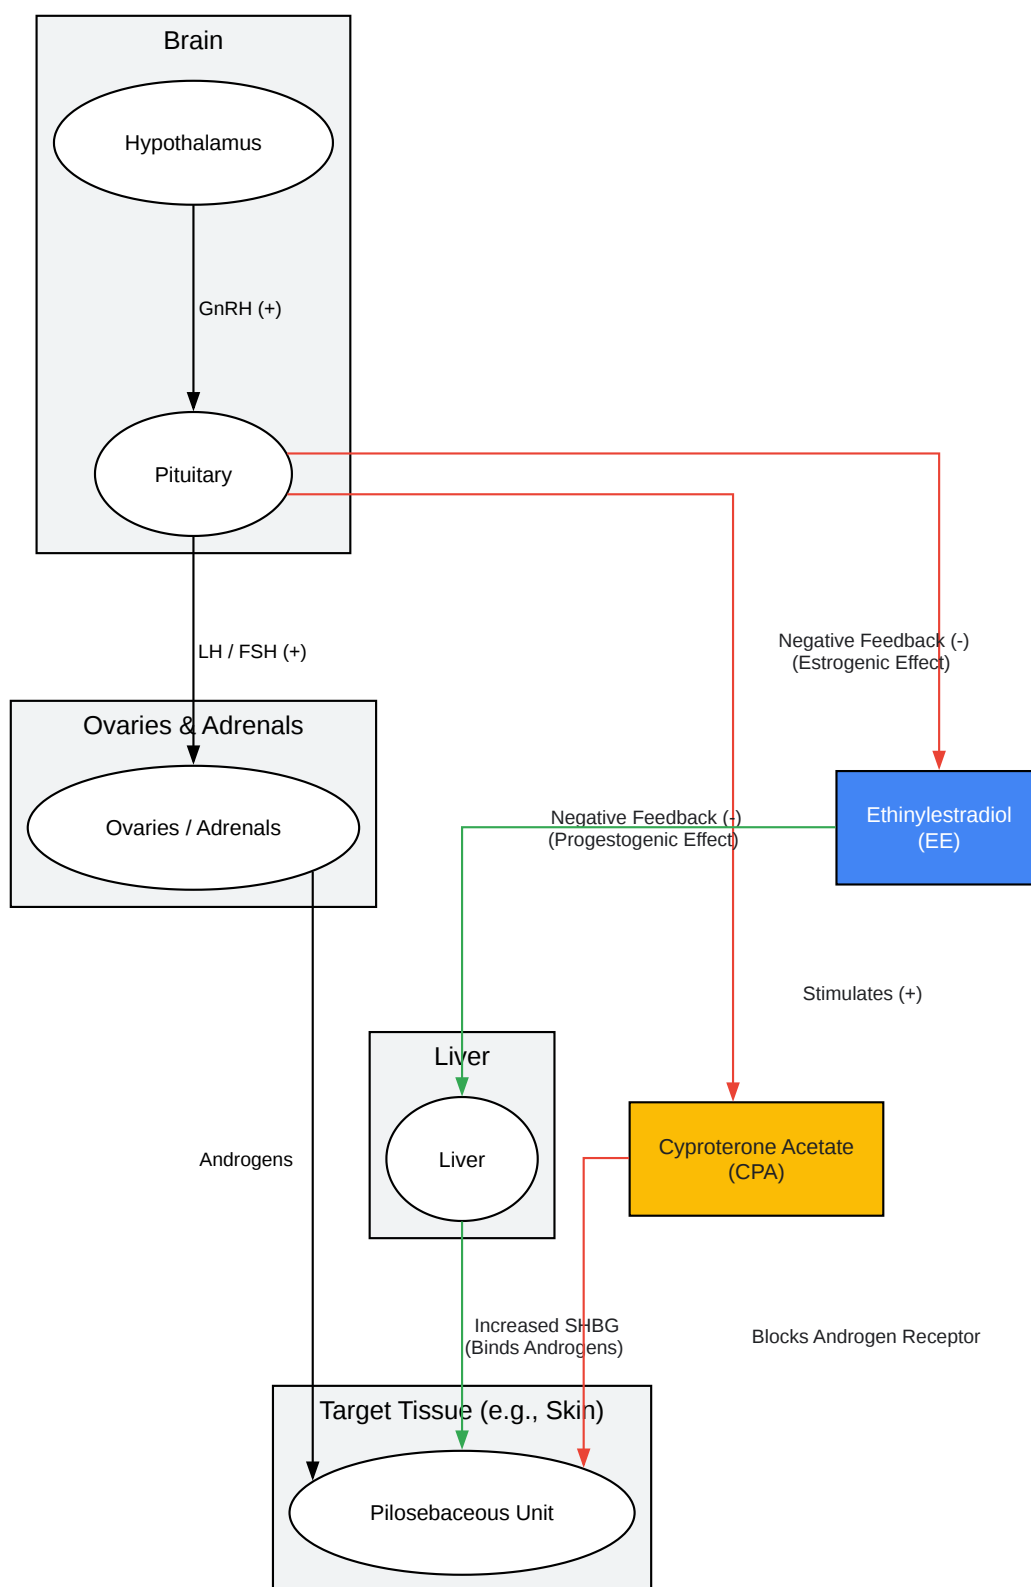 Brain
Hypothalamus
GnRH (+)
Pituitary
LH / FSH (+)
Negative Feedback (-)
(Estrogenic Effect)
Ovaries & Adrenals
Ovaries / Adrenals
Negative Feedback (-)
(Progestogenic Effect)
Ethinylestradiol
(EE)
Stimulates (+)
Liver
Liver
Androgens
Cyproterone Acetate
(CPA)
Increased SHBG
(Binds Androgens)
Blocks Androgen Receptor
Target Tissue (e.g., Skin)
Pilosebaceous Unit